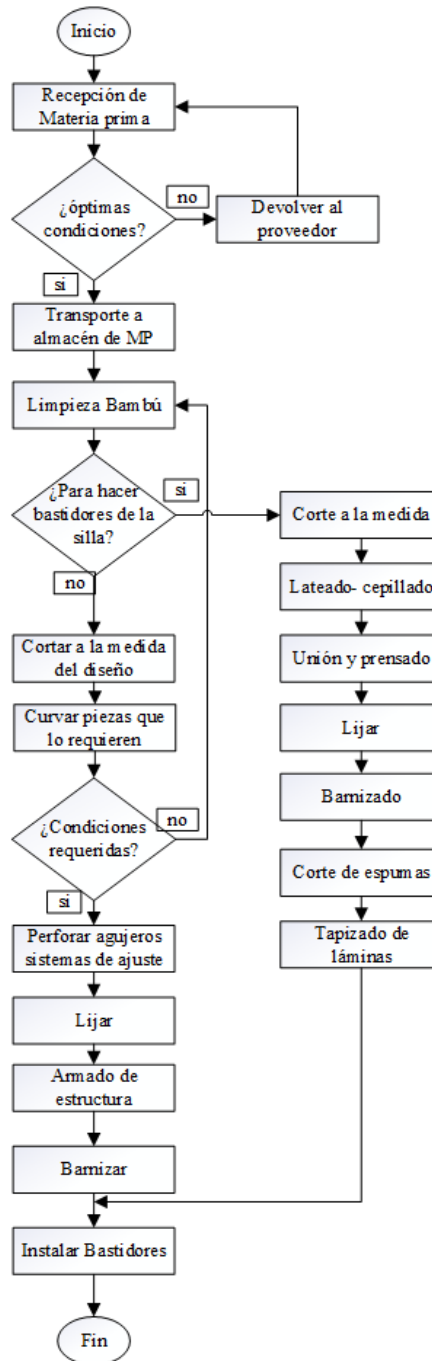 Inicio
Recepción de
Materia prima
¿óptimas
condiciones?
no
Devolver al
proveedor
si
Transporte a
almacén de MP
Limpieza Bambú
¿Para hacer
bastidores de la
silla?
si
no
Corte a la medida
Lateado- cepillado
Unión y prensado
Lijar
Barnizado
Corte de espumas
Tapizado de
láminas
Cortar a la medida
del diseño
Curvar piezas que
lo requieren
¿Condiciones
requeridas?
no
si
Perforar agujeros
sistemas de ajuste
Lijar
Armado de
estructura
Barnizar
Instalar Bastidores
Fin